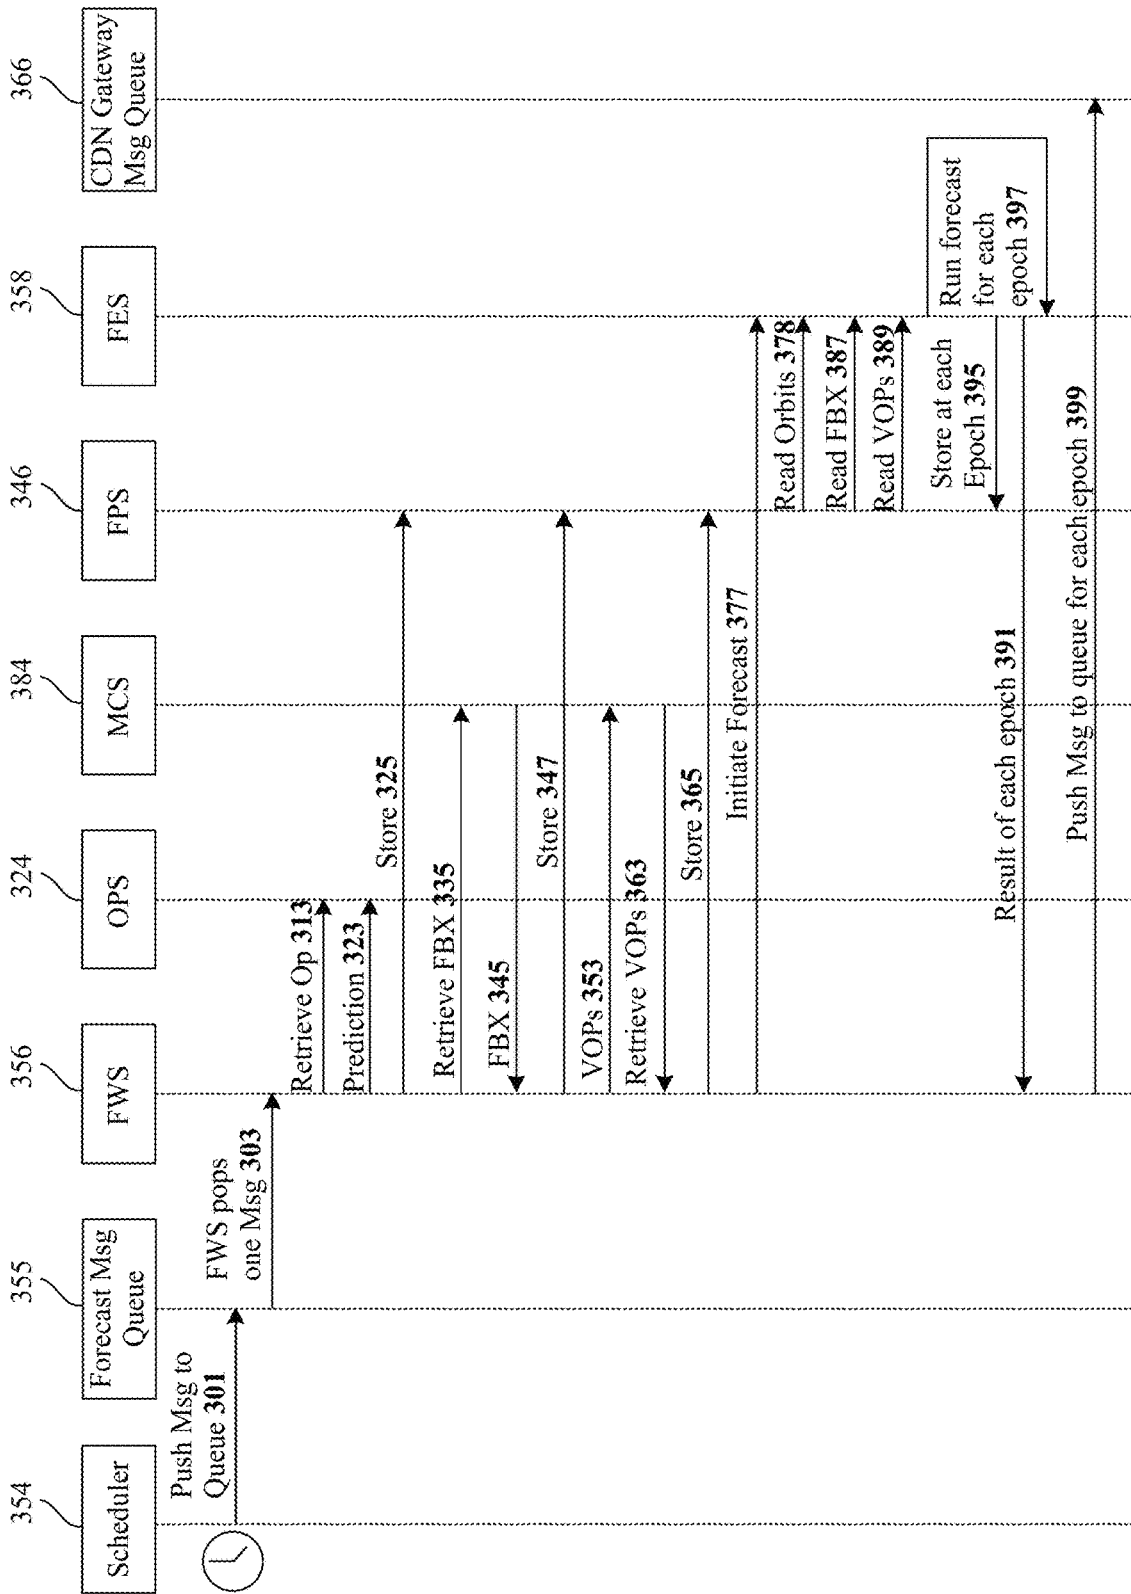 354
355
356
324
384
346
358
366
Scheduler
Forecast Msg
Queue
FWS
OPS
MCS
FPS
FES
CDN Gateway
Msg Queue
Push Msg to
Queue 301
FWS pops
one Msg 303
Retrieve Op 313
Prediction 323
Store 325
Retrieve FBX 335
FBX 345
Store 347
VOPs 353
Retrieve VOPs 363
Store 365
Initiate Forecast 377
Read Orbits 378
Read FBX 387
Read VOPs 389
Run forecast
for each
epoch 397
Store at each
Epoch 395
Result of each epoch 391
Push Msg to queue for each epoch 399